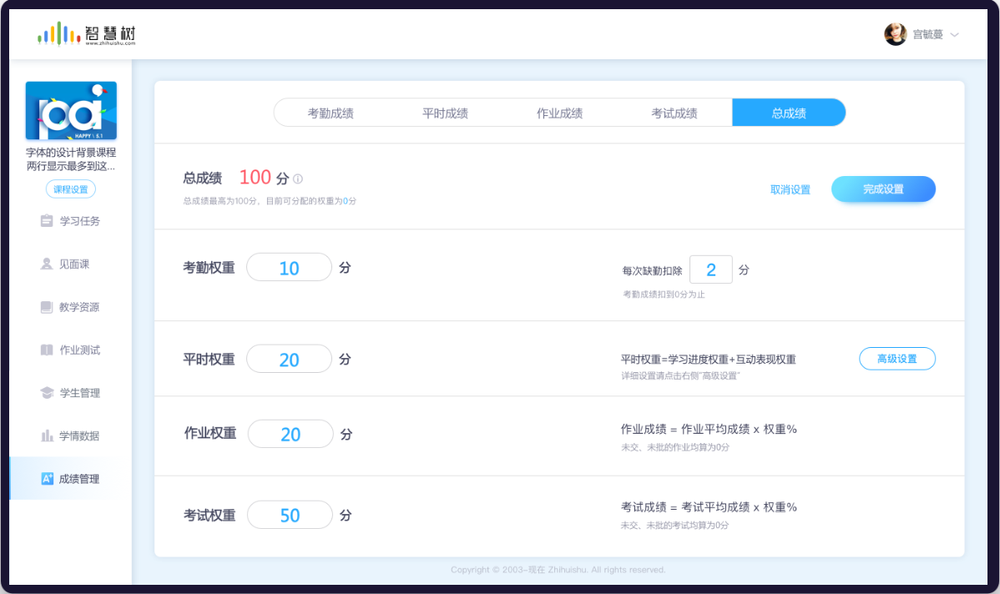 智慧树
www.zhihuishu.com
宫毓蔓
pai
HAPPY \ 5.1
字体的设计背景课程
两行显示最多到这...
课程设置
学习任务
见面课
教学资源
作业测试
学生管理
学情数据
A+ 成绩管理
考勤成绩 平时成绩 作业成绩 考试成绩 总成绩
总成绩 100 分
总成绩最高为100分，目前可分配的权重为0分
取消设置 完成设置
考勤权重 10 分
每次缺勤扣除 2 分
考勤成绩扣到0分为止
平时权重 20 分
平时权重=学习进度权重+互动表现权重
详细设置请点击右侧“高级设置”
高级设置
作业权重 20 分
作业成绩 = 作业平均成绩 x 权重%
未交、未批的作业均算为0分
考试权重 50 分
考试成绩 = 考试平均成绩 x 权重%
未交、未批的考试均算为0分
Copyright © 2003-现在 Zhihuishu. All rights reserved.